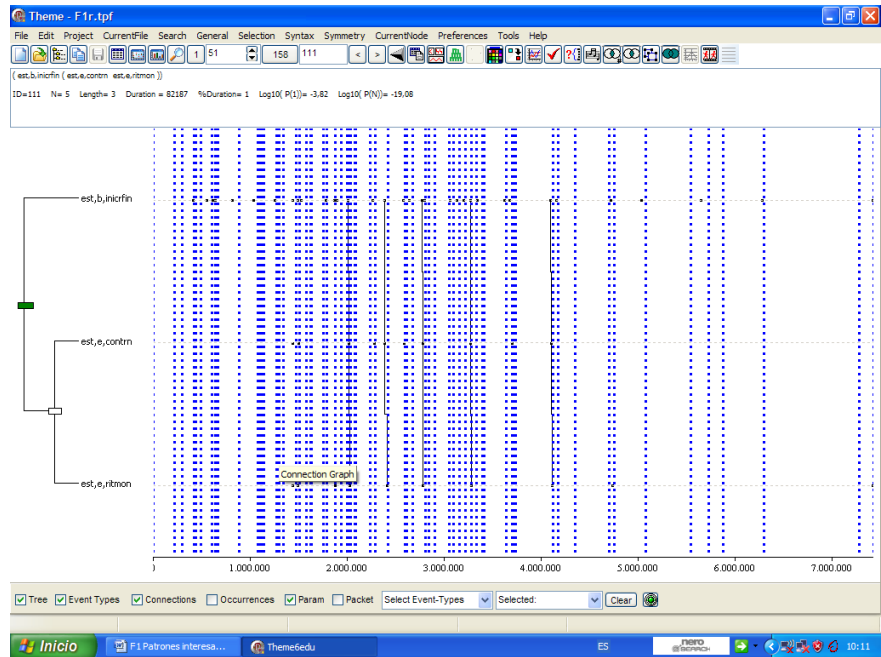 Theme - F1r.tpf
File Edit Project CurrentFile Search General Selection Syntax Symmetry CurrentNode Preferences Tools Help
1 51 158 111 < >
( est,b,inicrfin ( est,e,contrn est,e,ritmon ))
ID=111 N= 5 Length= 3 Duration = 82187 %Duration= 1 Log10( P(1))= -3,82 Log10( P(N))= -19,08
est,b,inicrfin
est,e,contrn
Connection Graph
est,e,ritmon
1.000.000 2.000.000 3.000.000 4.000.000 5.000.000 6.000.000 7.000.000
Tree Event Types Connections Occurrences Param Packet Select Event-Types Selected: Clear
Inicio F1 Patrones interesa... Theme6edu ES nero SEARCH 10:11